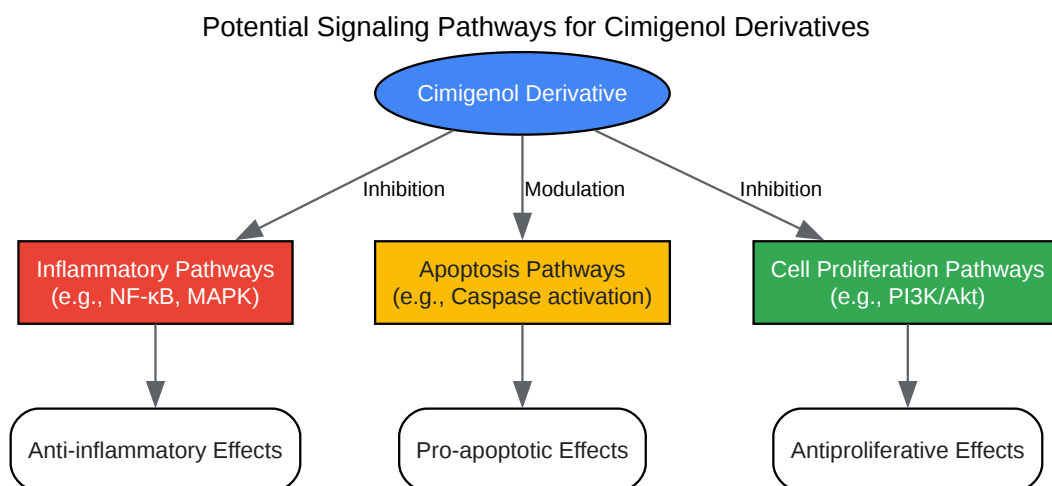 Potential Signaling Pathways for Cimigenol Derivatives
Cimigenol Derivative
Inhibition
Modulation
Inhibition
Inflammatory Pathways
(e.g., NF-κB, MAPK)
Apoptosis Pathways
(e.g., Caspase activation)
Cell Proliferation Pathways
(e.g., PI3K/Akt)
Anti-inflammatory Effects
Pro-apoptotic Effects
Antiproliferative Effects